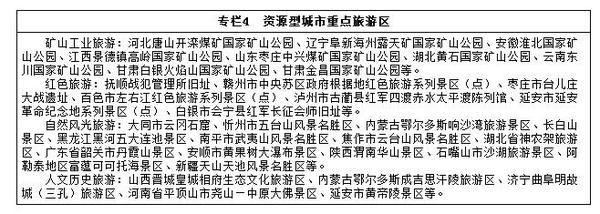 专栏4 资源型城市重点旅游区
矿山工业旅游：河北唐山开滦煤矿国家矿山公园、辽宁阜新海州露天矿国家矿山公园、安徽淮北国家矿
山公园、江西景德镇高岭国家矿山公园、山东枣庄中兴煤矿国家矿山公园、湖北黄石国家矿山公园、云南东
川国家矿山公园、甘肃白银火焰山国家矿山公园、甘肃金昌国家矿山公园等。
红色旅游：抚顺战犯管理所旧址、赣州市中央苏区政府根据地红色旅游系列景区（点）、枣庄市台儿庄
大战遗址、百色市左右江红色旅游系列景区（点）、泸州市古蔺县红军四渡赤水太平渡陈列馆、延安市延安
革命纪念地系列景区（点）、白银市会宁县红军长征会师旧址等。
自然风光旅游：大同市云冈石窟、忻州市五台山风景名胜区、内蒙古鄂尔多斯响沙湾旅游景区、长白山
景区、黑龙江黑河五大连池景区、南平市武夷山风景名胜区、焦作市云台山风景名胜区、湖北省神农架旅游
区、广东省韶关市丹霞山景区、安顺市黄果树大瀑布景区、陕西渭南华山景区、石嘴山市沙湖旅游景区、阿
勒泰地区富蕴可可托海景区、新疆天山天池风景名胜区等。
人文历史旅游：山西晋城皇城相府生态文化旅游区、内蒙古鄂尔多斯成吉思汗陵旅游区、济宁曲阜明故
城（三孔）旅游区、河南省平顶山市尧山－中原大佛景区、延安市黄帝陵景区等。